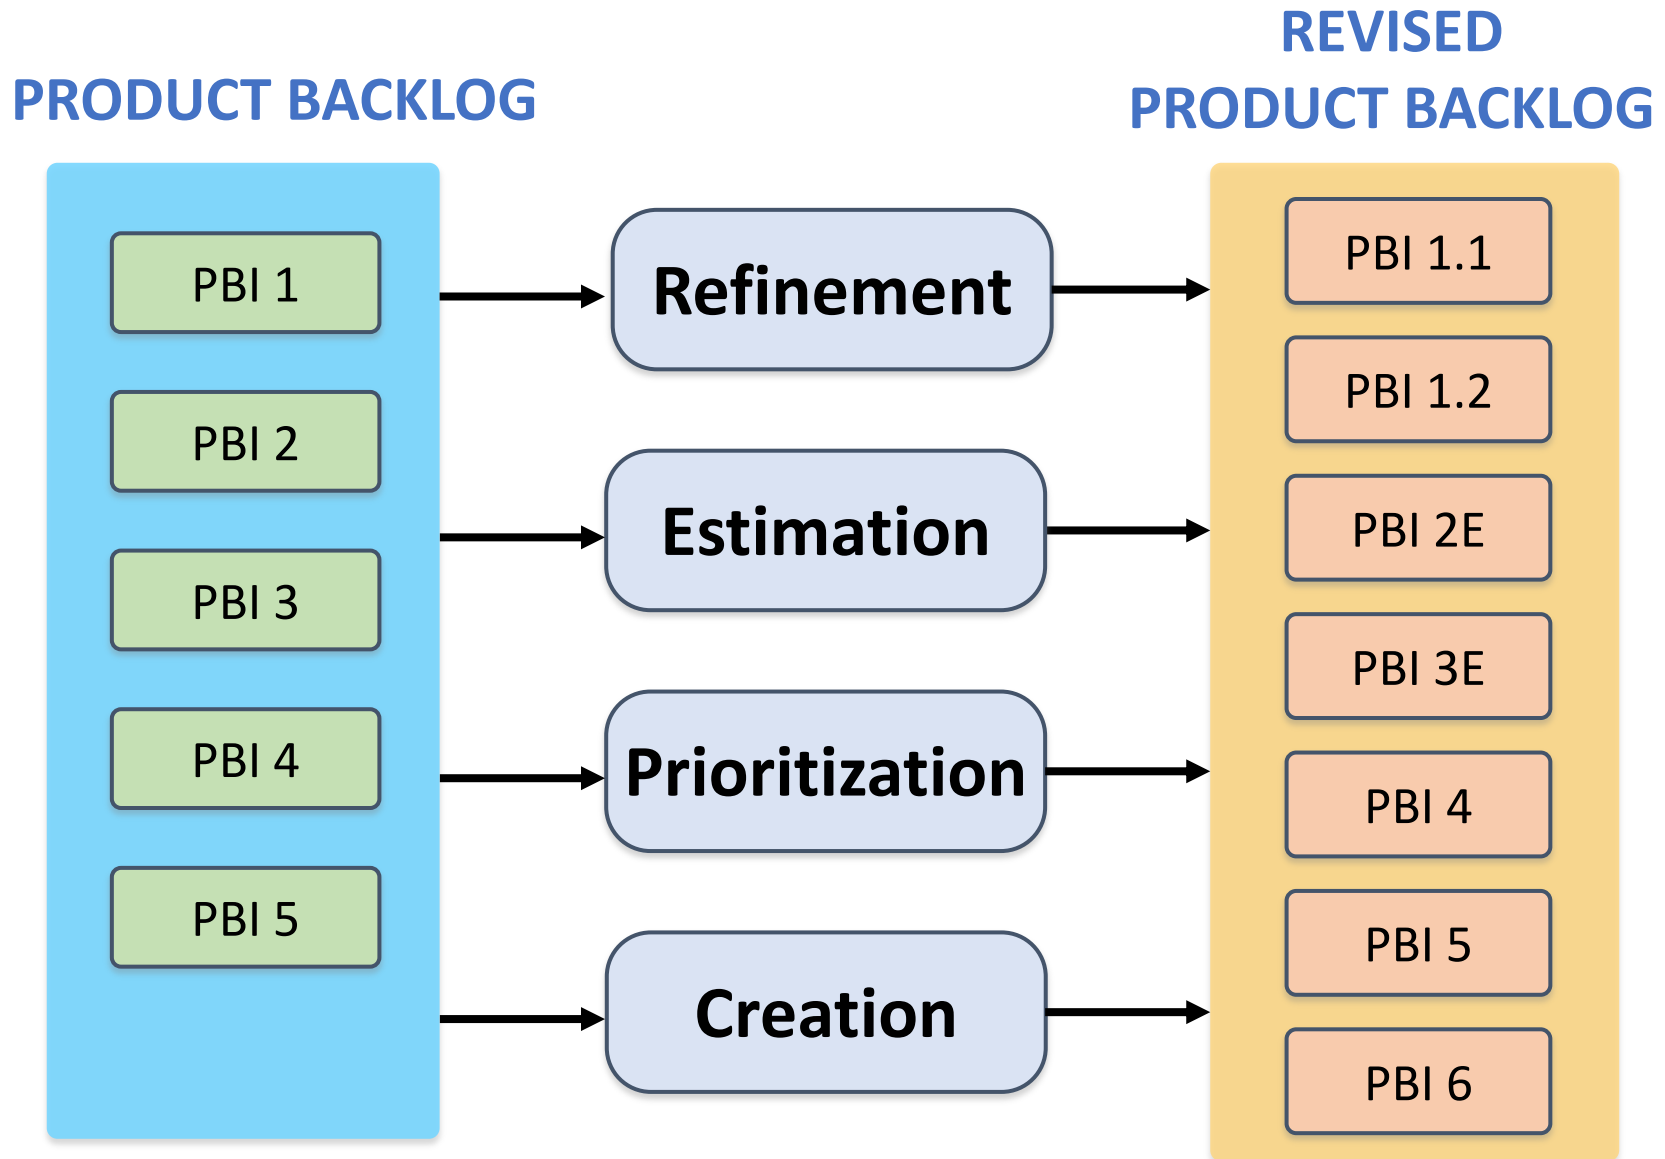 PRODUCT BACKLOG
PBI 1
PBI 2
PBI 3
PBI 4
PBI 5
Refinement
Estimation
Prioritization
Creation
REVISED
PRODUCT BACKLOG
PBI 1.1
PBI 1.2
PBI 2E
PBI 3E
PBI 4
PBI 5
PBI 6